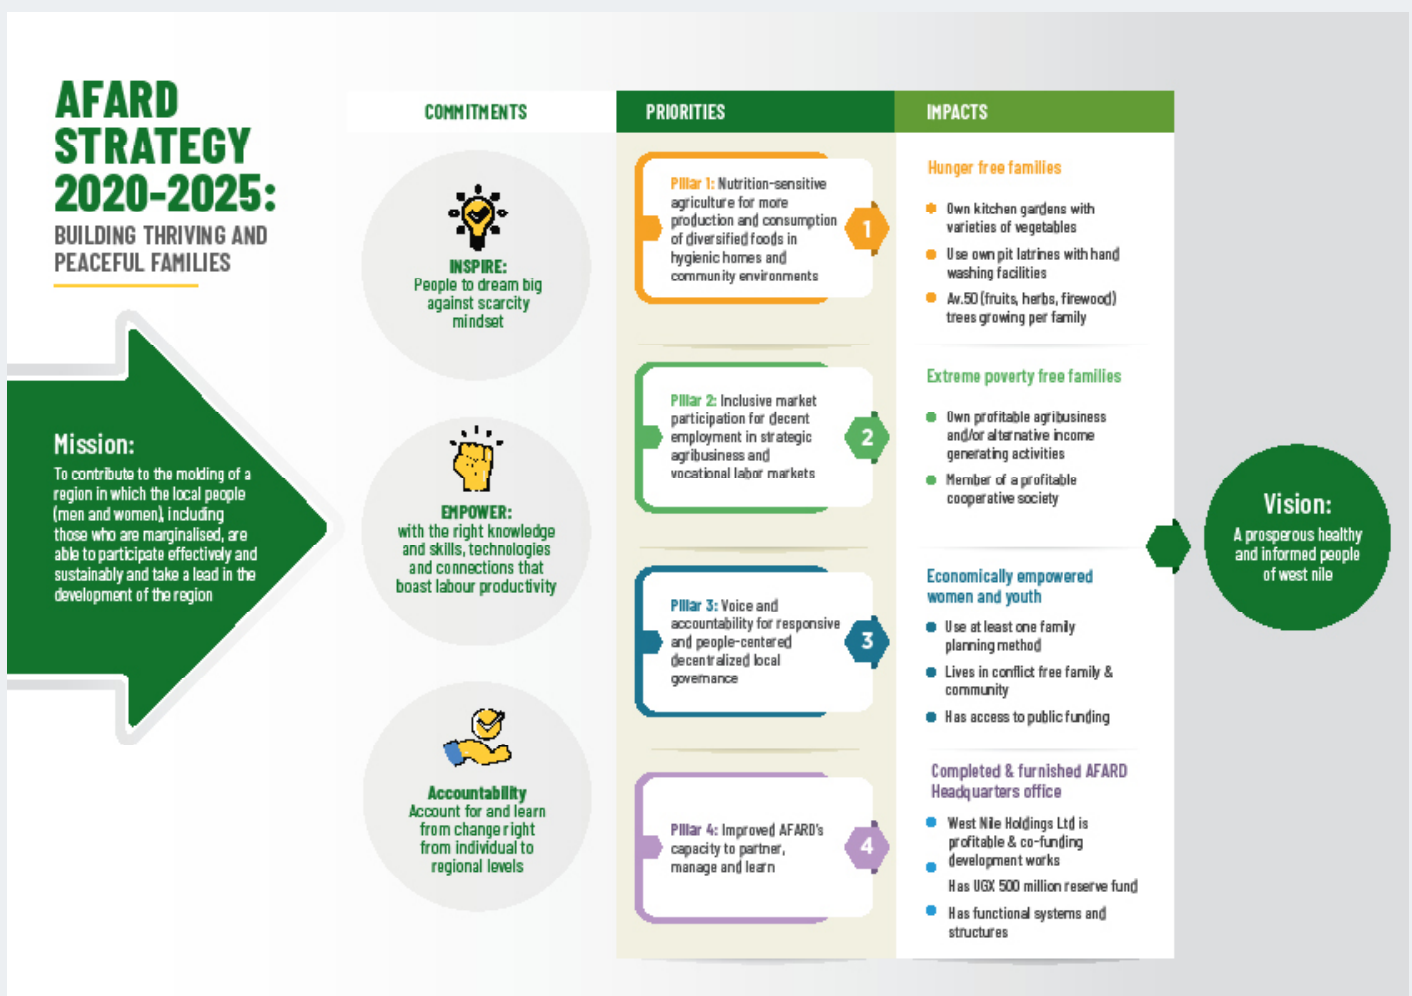 AFARD
STRATEGY
2020-2025:
BUILDING THRIVING AND
PEACEFUL FAMILIES
Mission:
To contribute to the molding of a
region in which the local people
(men and women), including
those who are marginalised, are
able to participate effectively and
sustainably and take a lead in the
development of the region
COMMITMENTS
INSPIRE:
People to dream big
against scarcity
mindset
EMPOWER:
with the right knowledge
and skills, technologies
and connections that
boast labour productivity
Accountability
Account for and learn
from change right
from individual to
regional levels
PRIORITIES
Pillar 1: Nutrition-sensitive
agriculture for more
production and consumption
of diversified foods in
hygienic homes and
community environments
1
Pillar 2: Inclusive market
participation for decent
employment in strategic
agribusiness and
vocational labor markets
2
Pillar 3: Voice and
accountability for responsive
and people-centered
decentralized local
governance
3
Pillar 4: Improved AFARD's
capacity to partner,
manage and learn
4
IMPACTS
Hunger free families
Own kitchen gardens with
varieties of vegetables
Use own pit latrines with hand
washing facilities
Av.50 (fruits, herbs, firewood)
trees growing per family
Extreme poverty free families
Own profitable agribusiness
and/or alternative income
generating activities
Member of a profitable
cooperative society
Economically empowered
women and youth
Use at least one family
planning method
Lives in conflict free family &
community
Has access to public funding
Completed & furnished AFARD
Headquarters office
West Nile Holdings Ltd is
profitable & co-funding
development works
Has UGX 500 million reserve fund
Has functional systems and
structures
Vision:
A prosperous healthy
and informed people
of west nile